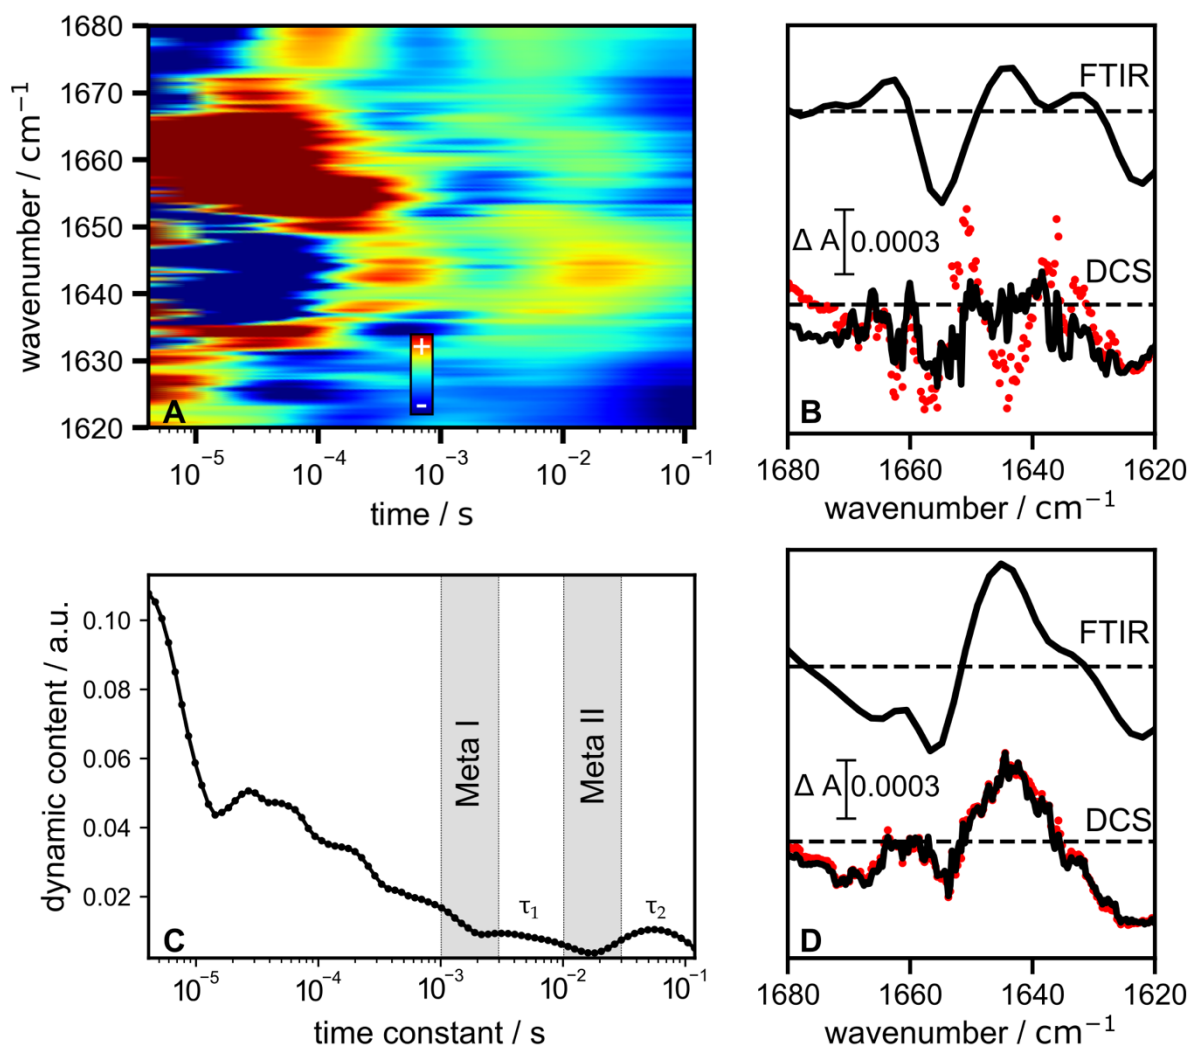 1680
1670
1660
1650
1640
1630
1620
wavenumber / cm⁻¹
+
−
A
10⁻⁵
10⁻⁴
10⁻³
10⁻²
10⁻¹
time / s
FTIR
Δ A
0.0003
DCS
B
1680
1660
1640
1620
wavenumber / cm⁻¹
0.10
0.08
0.06
0.04
0.02
dynamic content / a.u.
Meta I
Meta II
τ₁
τ₂
C
10⁻⁵
10⁻⁴
10⁻³
10⁻²
10⁻¹
time constant / s
FTIR
Δ A
0.0003
DCS
D
1680
1660
1640
1620
wavenumber / cm⁻¹